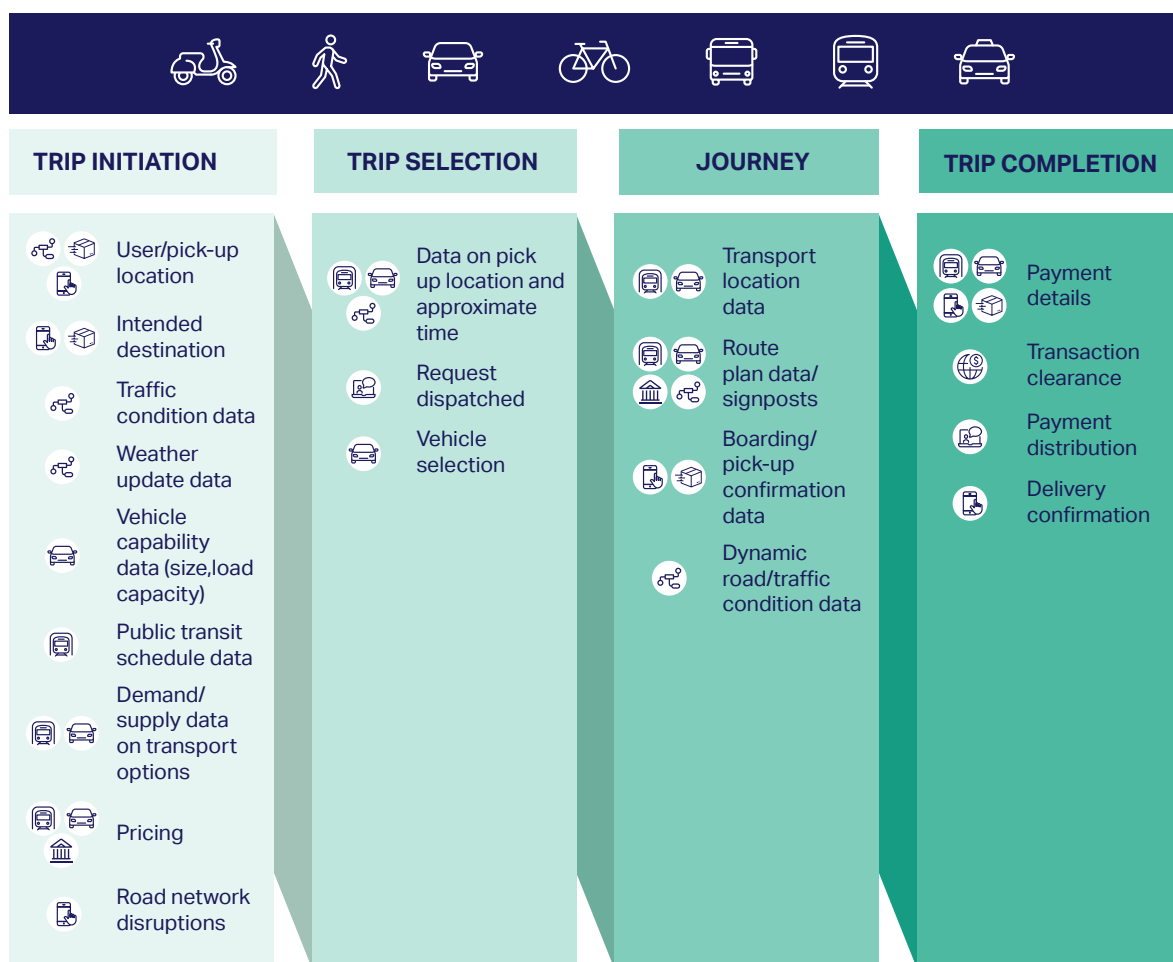 TRIP INITIATION
User/pick-up
location
Intended
destination
Traffic
condition data
Weather
update data
Vehicle
capability
data (size,load
capacity)
Public transit
schedule data
Demand/
supply data
on transport
options
Pricing
Road network
disruptions
TRIP SELECTION
Data on pick
up location and
approximate
time
Request
dispatched
Vehicle
selection
JOURNEY
Transport
location
data
Route
plan data/
signposts
Boarding/
pick-up
confirmation
data
Dynamic
road/traffic
condition data
TRIP COMPLETION
Payment
details
Transaction
clearance
Payment
distribution
Delivery
confirmation